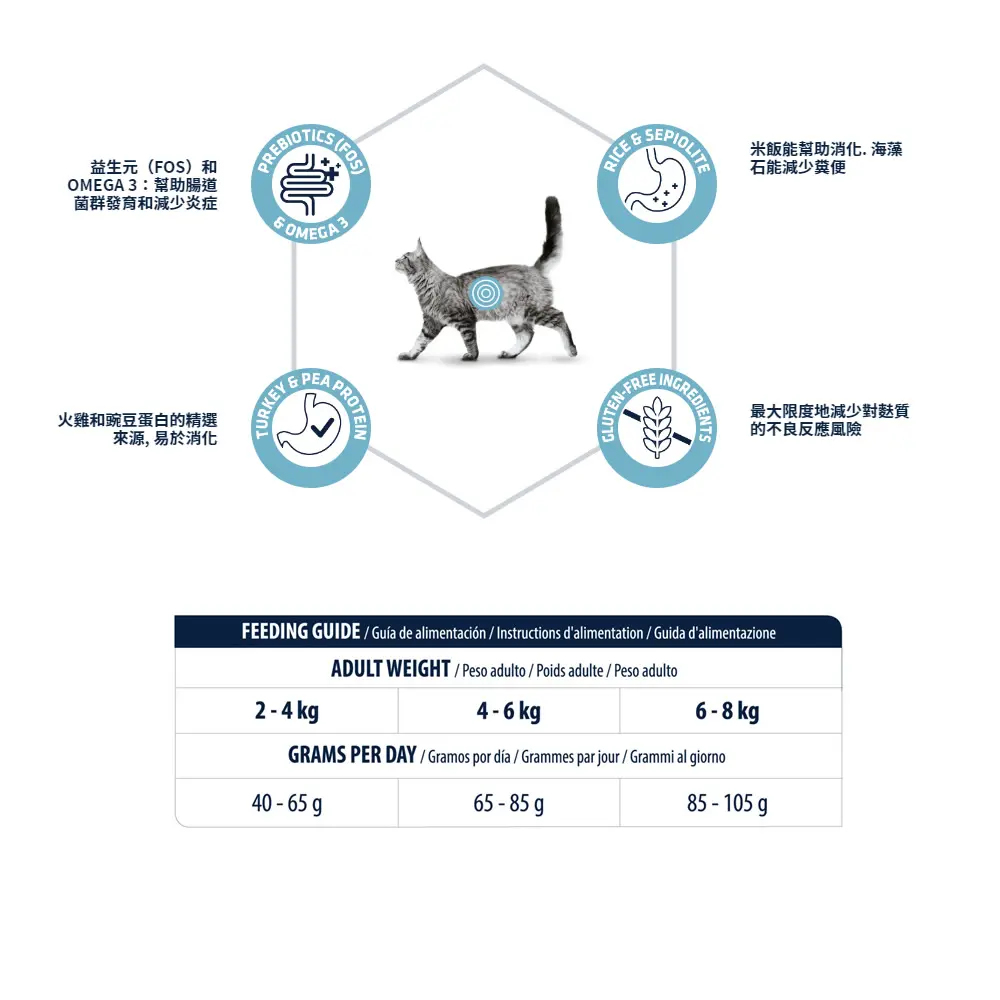 PREBIOTICS (FOS)
& OMEGA 3
益生元（FOS）和
OMEGA 3：幫助腸道
菌群發育和減少炎症
RICE & SEPIOLITE
米飯能幫助消化. 海藻
石能減少糞便
TURKEY & PEA PROTEIN
火雞和豌豆蛋白的精選
來源, 易於消化
GLUTEN-FREE INGREDIENTS
最大限度地減少對麩質
的不良反應風險
FEEDING GUIDE / Guía de alimentación / Instructions d'alimentation / Guida d'alimentazione
ADULT WEIGHT / Peso adulto / Poids adulte / Peso adulto
2 - 4 kg 4 - 6 kg 6 - 8 kg
GRAMS PER DAY / Gramos por día / Grammes par jour / Grammi al giorno
40 - 65 g 65 - 85 g 85 - 105 g